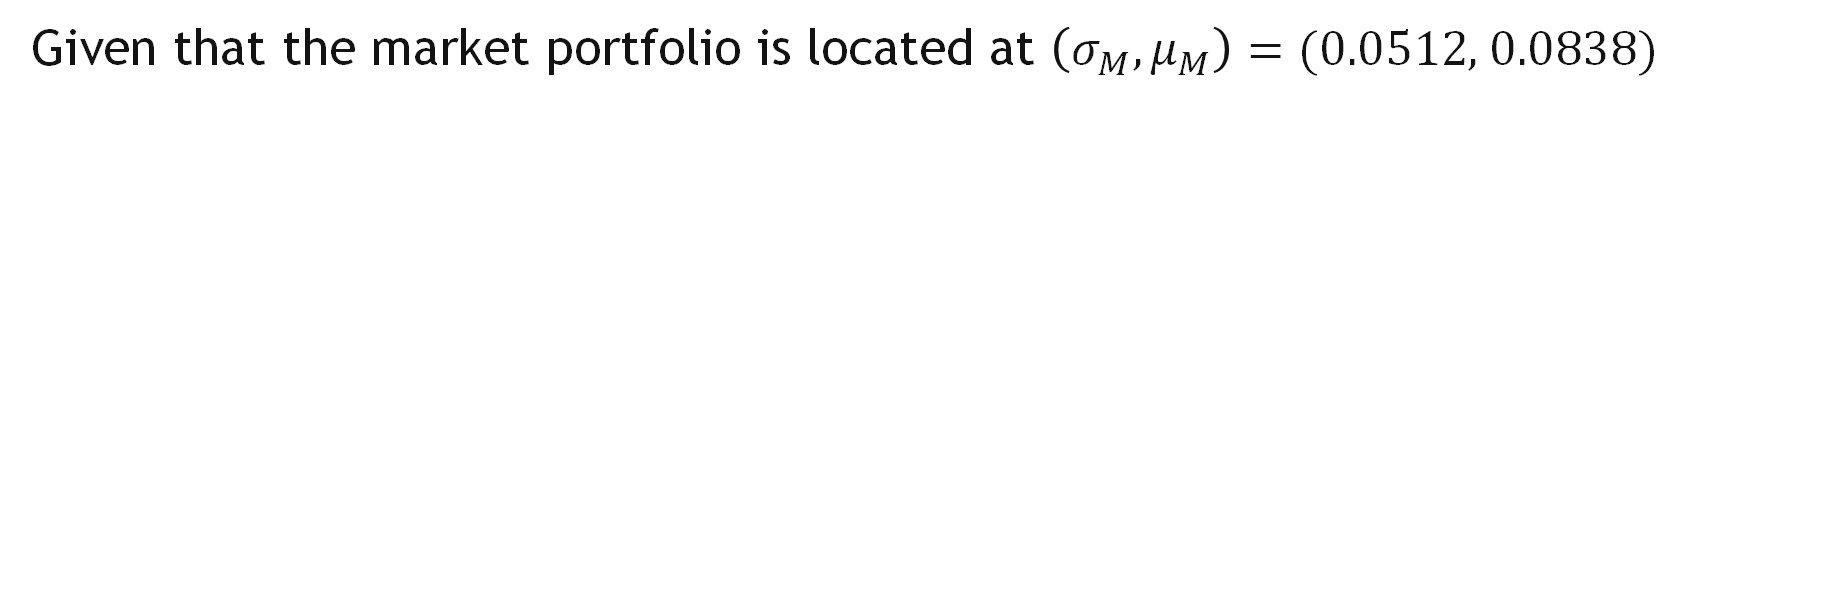 Given that the market portfolio is located at (σ_M, μ_M) = (0.0512, 0.0838)